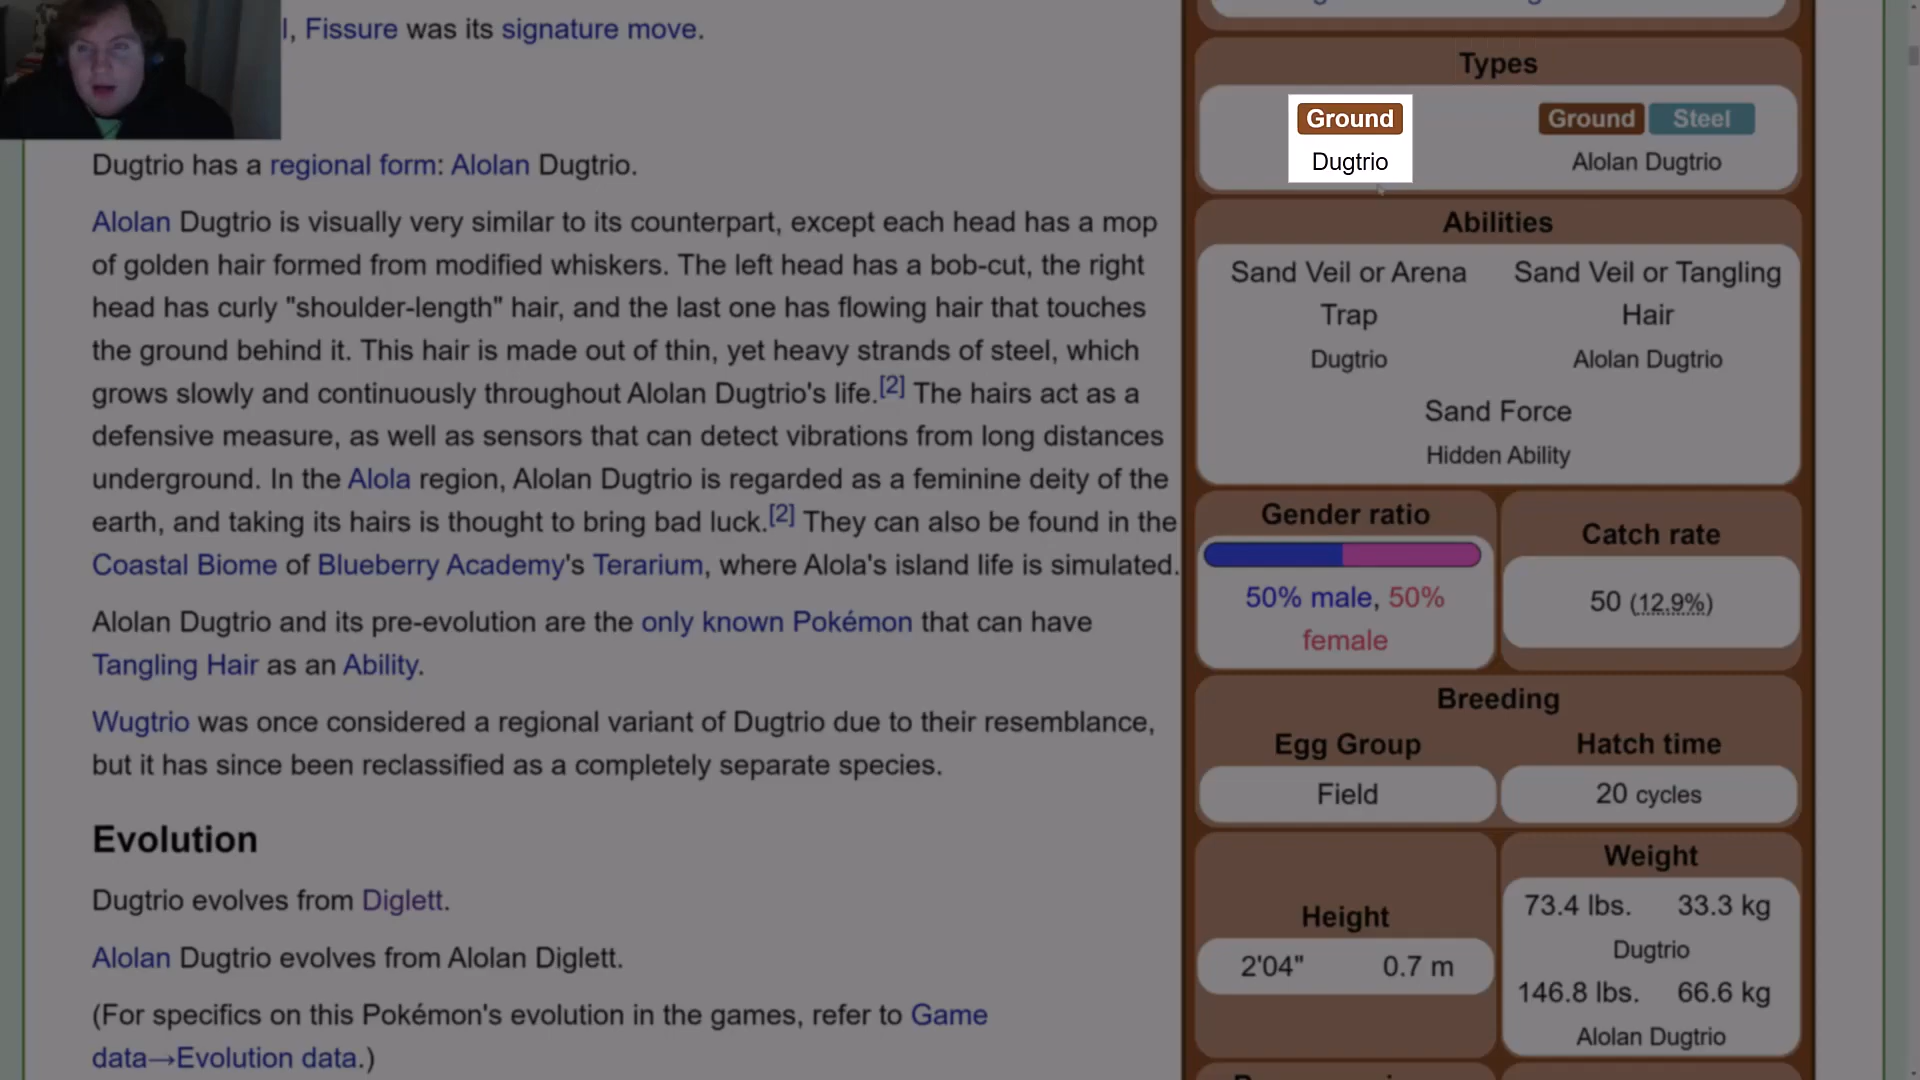 l, Fissure was its signature move.
Dugtrio has a regional form: Alolan Dugtrio.
Alolan Dugtrio is visually very similar to its counterpart, except each head has a mop
of golden hair formed from modified whiskers. The left head has a bob-cut, the right
head has curly "shoulder-length" hair, and the last one has flowing hair that touches
the ground behind it. This hair is made out of thin, yet heavy strands of steel, which
grows slowly and continuously throughout Alolan Dugtrio's life.[2] The hairs act as a
defensive measure, as well as sensors that can detect vibrations from long distances
underground. In the Alola region, Alolan Dugtrio is regarded as a feminine deity of the
earth, and taking its hairs is thought to bring bad luck.[2] They can also be found in the
Coastal Biome of Blueberry Academy's Terarium, where Alola's island life is simulated.
Alolan Dugtrio and its pre-evolution are the only known Pokémon that can have
Tangling Hair as an Ability.
Wugtrio was once considered a regional variant of Dugtrio due to their resemblance,
but it has since been reclassified as a completely separate species.
Evolution
Dugtrio evolves from Diglett.
Alolan Dugtrio evolves from Alolan Diglett.
(For specifics on this Pokémon's evolution in the games, refer to Game
data→Evolution data.)
Types
Ground
Dugtrio
Ground Steel
Alolan Dugtrio
Abilities
Sand Veil or Arena
Trap
Dugtrio
Sand Veil or Tangling
Hair
Alolan Dugtrio
Sand Force
Hidden Ability
Gender ratio
50% male, 50%
female
Catch rate
50 (12.9%)
Breeding
Egg Group
Field
Hatch time
20 cycles
Height
2'04" 0.7 m
Weight
73.4 lbs. 33.3 kg
Dugtrio
146.8 lbs. 66.6 kg
Alolan Dugtrio